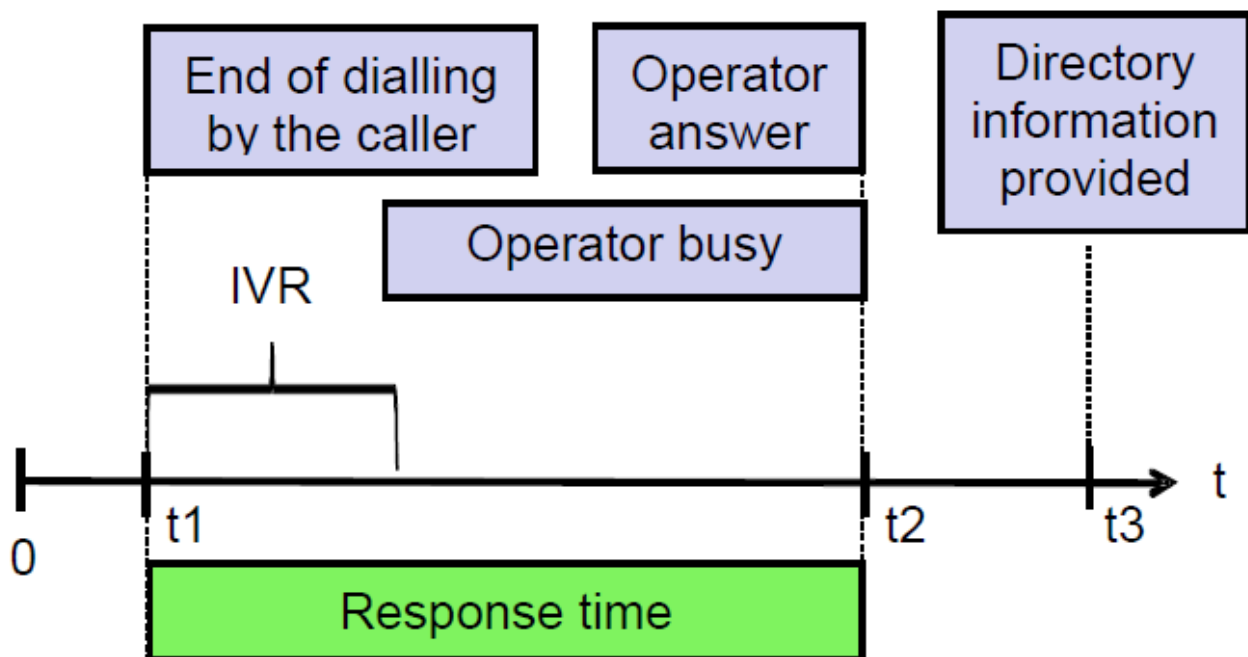 End of dialling
by the caller
Operator
answer
Directory
information
provided
Operator busy
IVR
t
0
t1
t2
t3
Response time